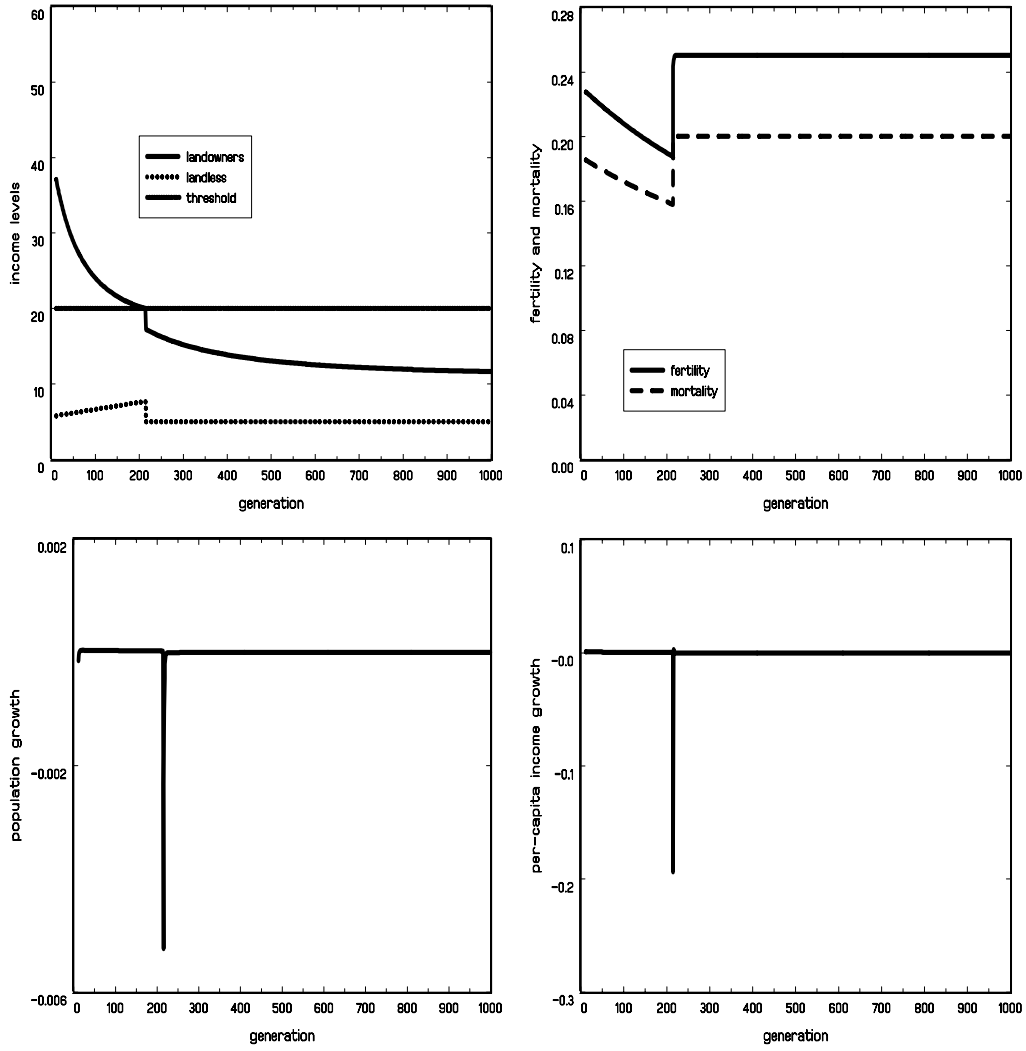 60
50
40
30
20
10
0
income levels
landowners
landless
threshold
0 100 200 300 400 500 600 700 800 900 1000
generation
0.28
0.24
0.20
0.16
0.12
0.08
0.04
0.00
fertility and mortality
fertility
mortality
0 100 200 300 400 500 600 700 800 900 1000
generation
0.002
−0.002
−0.006
population growth
0 100 200 300 400 500 600 700 800 900 1000
generation
0.1
−0.0
−0.1
−0.2
−0.3
per−capita income growth
0 100 200 300 400 500 600 700 800 900 1000
generation